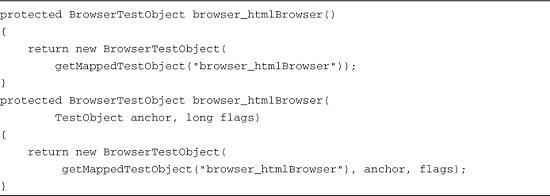 protected BrowserTestObject browser_htmlBrowser()
{
    return new BrowserTestObject(
        getMappedTestObject("browser_htmlBrowser"));
}
protected BrowserTestObject browser_htmlBrowser(
        TestObject anchor, long flags)
{
    return new BrowserTestObject(
        getMappedTestObject("browser_htmlBrowser"), anchor, flags);
}